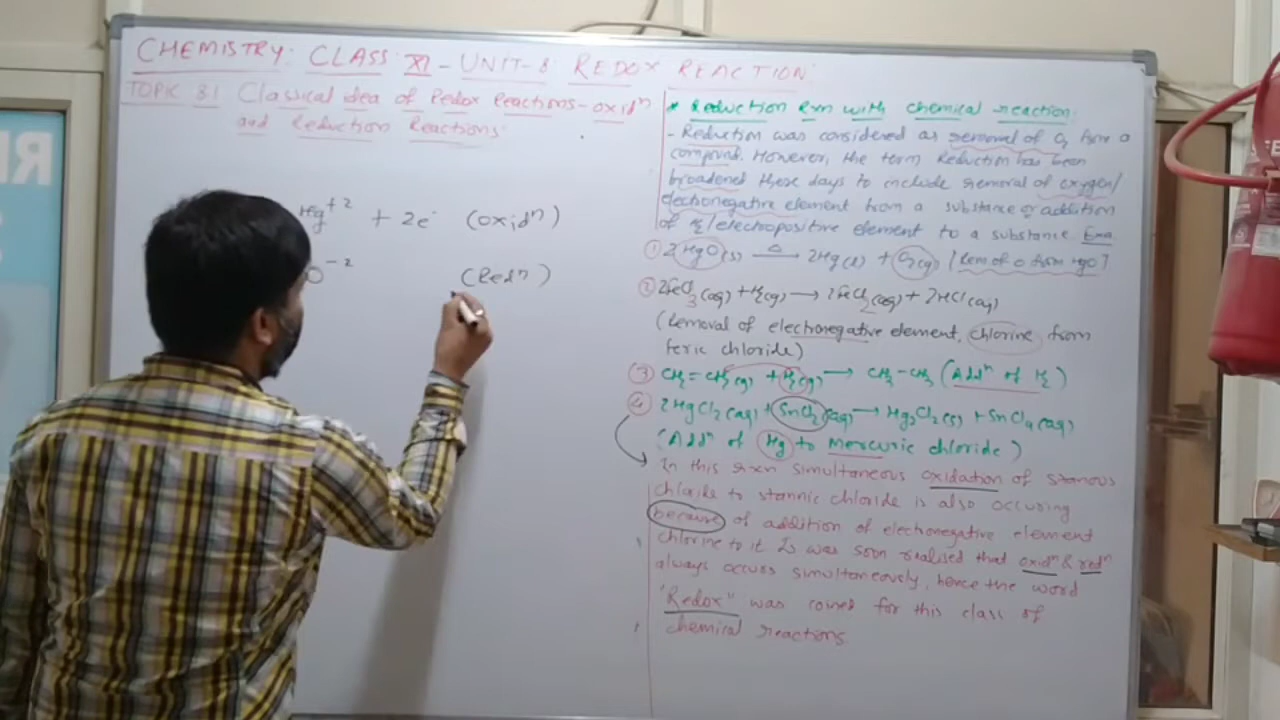 CHEMISTRY: CLASS XI - UNIT-8 REDOX REACTION:
TOPIC 8.1 Classical idea of Redox Reactions - oxidⁿ
and Reduction Reactions:
Hg⁺² + 2e⁻ (oxidⁿ)
O⁻² (Redⁿ)
* Reduction Rxn with chemical reaction:
- Reduction was considered as removal of O₂ from a
compound. However, the term Reduction has been
broadened these days to include removal of oxygen/
electronegative element from a substance or addition
of H₂/electropositive element to a substance Exa.
① 2HgO(s) —Δ→ 2Hg(l) + O₂(g) [Rem of O from HgO]
② 2FeCl₃(aq) + H₂(g) → 2FeCl₂(aq) + 2HCl(aq)
(Removal of electronegative element, chlorine from
feric chloride)
③ CH₂ = CH₂(g) + H₂(g) → CH₃ - CH₃ (Addⁿ of H₂)
④ 2HgCl₂(aq) + SnCl₂(aq) → Hg₂Cl₂(s) + SnCl₄(aq)
(Addⁿ of Hg to mercuric chloride)
In this rxn simultaneous oxidation of
to stannic chloride is also occuring
because of addition of electronegative element
chlorine to it. It was soon realised that oxidⁿ & redⁿ
always occurs simultaneously, hence the word
"Redox" was coined for this class of
chemical reactions
RE